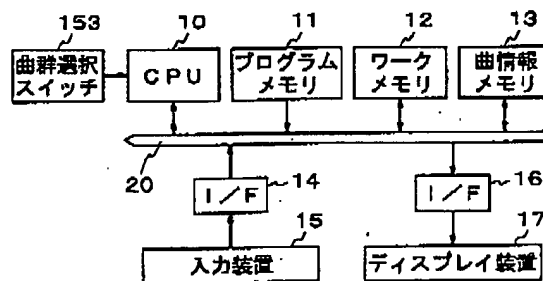 153
10
11
12
13
曲群選択
スイッチ
CPU
プログラム
メモリ
ワーク
メモリ
曲情報
メモリ
20
I/F
14
I/F
16
15
入力装置
17
ディスプレイ装置